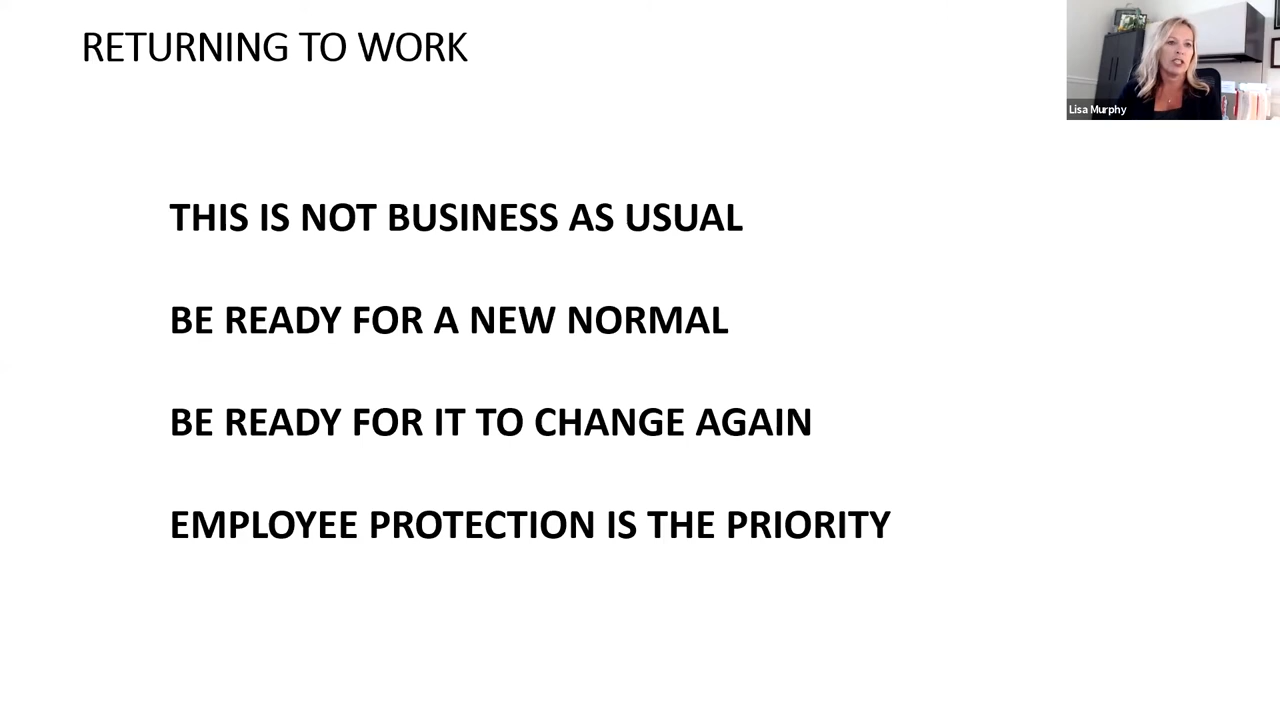 RETURNING TO WORK
Lisa Murphy
THIS IS NOT BUSINESS AS USUAL
BE READY FOR A NEW NORMAL
BE READY FOR IT TO CHANGE AGAIN
EMPLOYEE PROTECTION IS THE PRIORITY